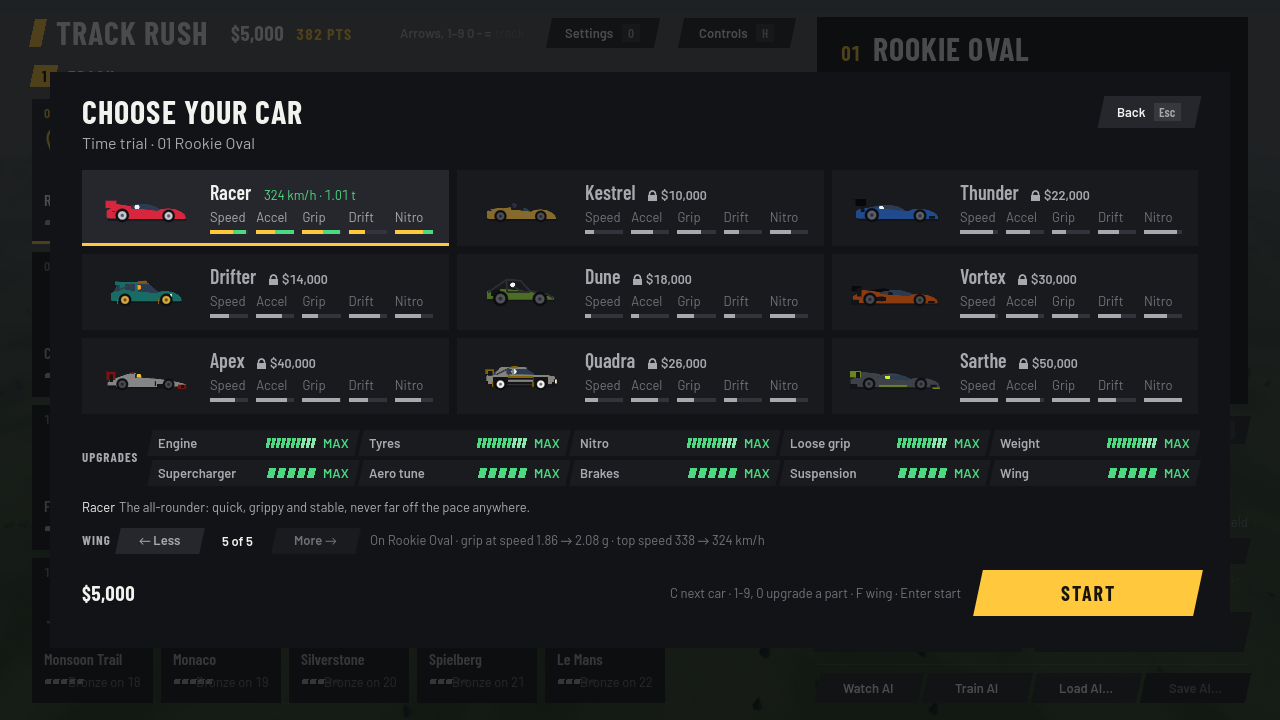 TRACK RUSH $5,000 382 PTS Arrows, 1–9 0 - = track Settings O Controls H
01 ROOKIE OVAL
1 TRACK
CHOOSE YOUR CAR
Back Esc
Time trial · 01 Rookie Oval
Racer 324 km/h · 1.01 t
Speed Accel Grip Drift Nitro
Kestrel $10,000
Speed Accel Grip Drift Nitro
Thunder $22,000
Speed Accel Grip Drift Nitro
Drifter $14,000
Speed Accel Grip Drift Nitro
Dune $18,000
Speed Accel Grip Drift Nitro
Vortex $30,000
Speed Accel Grip Drift Nitro
Apex $40,000
Speed Accel Grip Drift Nitro
Quadra $26,000
Speed Accel Grip Drift Nitro
Sarthe $50,000
Speed Accel Grip Drift Nitro
UPGRADES
Engine MAX Tyres MAX Nitro MAX Loose grip MAX Weight MAX
Supercharger MAX Aero tune MAX Brakes MAX Suspension MAX Wing MAX
Racer The all-rounder: quick, grippy and stable, never far off the pace anywhere.
WING ← Less 5 of 5 More → On Rookie Oval · grip at speed 1.86 → 2.08 g · top speed 338 → 324 km/h
$5,000 C next car · 1-9, 0 upgrade a part · F wing · Enter start START
Monsoon Trail Monaco Silverstone Spielberg Le Mans
Bronze on 18 Bronze on 19 Bronze on 20 Bronze on 21 Bronze on 22
Watch AI Train AI Load AI... Save AI...